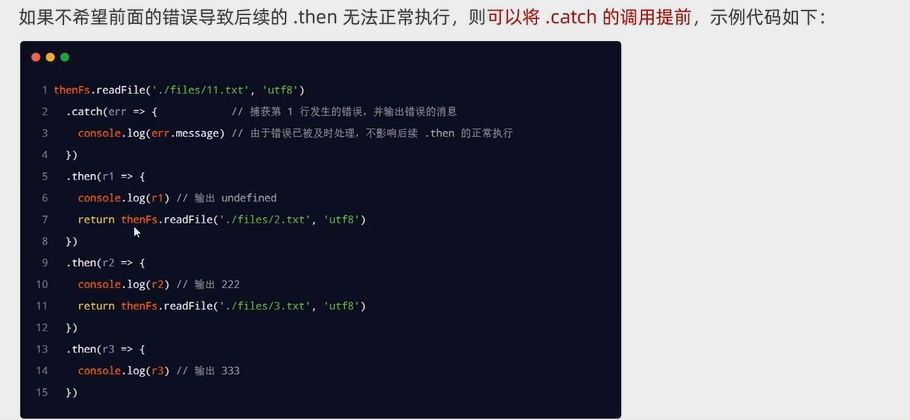 如果不希望前面的错误导致后续的 .then 无法正常执行，则可以将 .catch 的调用提前，示例代码如下：
1 thenFs.readFile('./files/11.txt', 'utf8')
2 .catch(err => { // 捕获第 1 行发生的错误，并输出错误的消息
3 console.log(err.message) // 由于错误已被及时处理，不影响后续 .then 的正常执行
4 })
5 .then(r1 => {
6 console.log(r1) // 输出 undefined
7 return thenFs.readFile('./files/2.txt', 'utf8')
8 })
9 .then(r2 => {
10 console.log(r2) // 输出 222
11 return thenFs.readFile('./files/3.txt', 'utf8')
12 })
13 .then(r3 => {
14 console.log(r3) // 输出 333
15 })